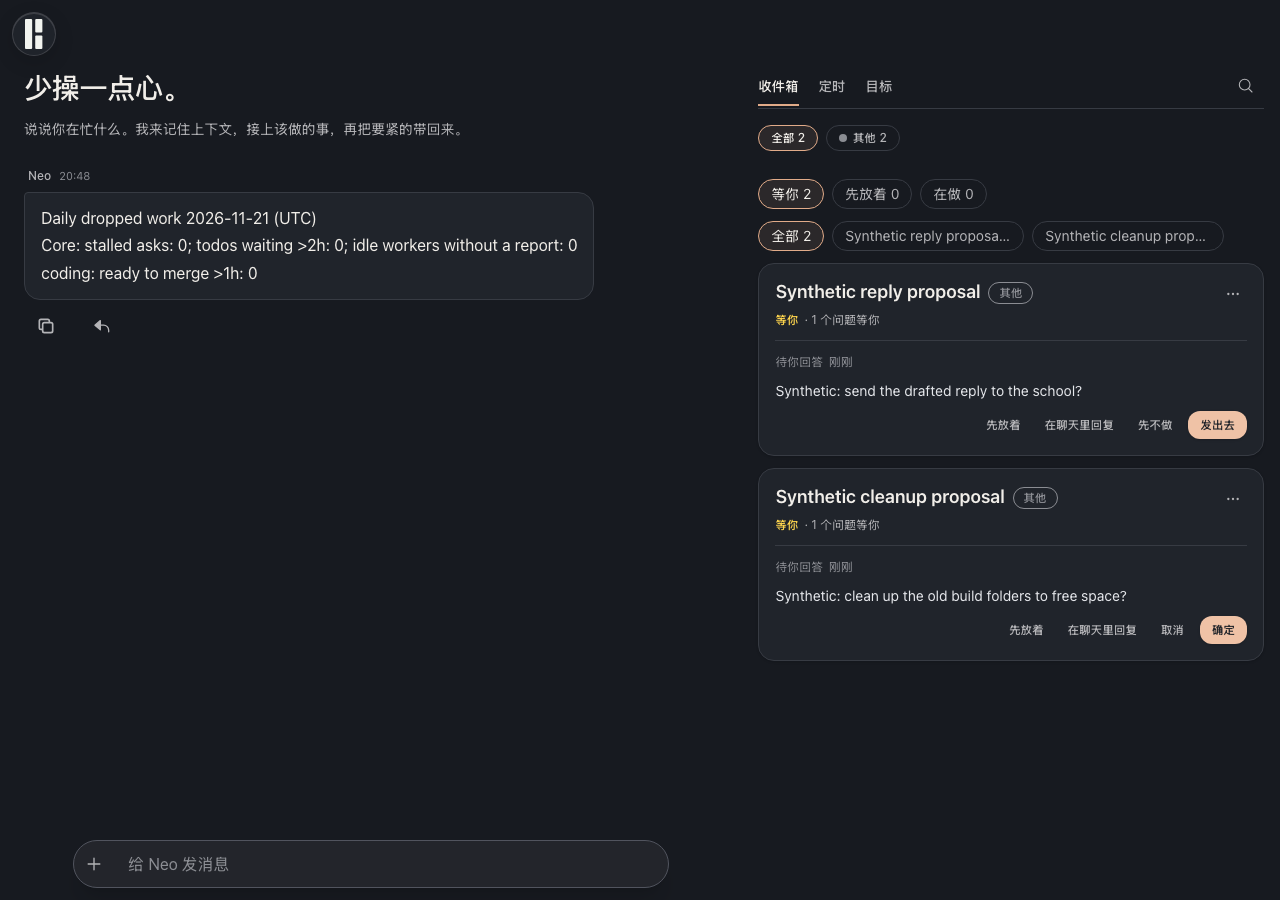 少操一点心。
说说你在忙什么。我来记住上下文，接上该做的事，再把要紧的带回来。
Neo 20:48
Daily dropped work 2026-11-21 (UTC)
Core: stalled asks: 0; todos waiting >2h: 0; idle workers without a report: 0
coding: ready to merge >1h: 0
给 Neo 发消息
收件箱 定时 目标
全部 2 其他 2
等你 2 先放着 0 在做 0
全部 2 Synthetic reply proposa... Synthetic cleanup prop...
Synthetic reply proposal 其他
等你 · 1 个问题等你
待你回答 刚刚
Synthetic: send the drafted reply to the school?
先放着 在聊天里回复 先不做 发出去
Synthetic cleanup proposal 其他
等你 · 1 个问题等你
待你回答 刚刚
Synthetic: clean up the old build folders to free space?
先放着 在聊天里回复 取消 确定